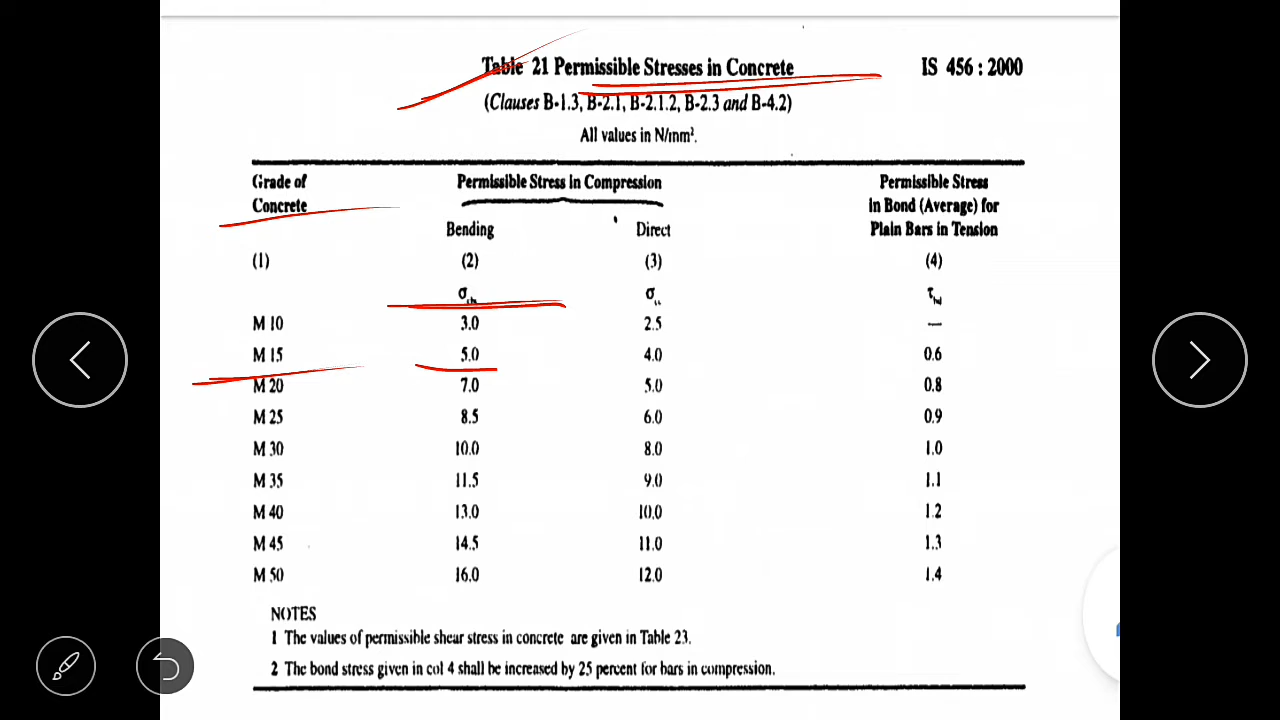 Table 21 Permissible Stresses in Concrete IS 456 : 2000
(Clauses B-1.3, B-2.1, B-2.1.2, B-2.3 and B-4.2)
All values in N/mm².
Grade of Concrete
Permissible Stress in Compression
Permissible Stress in Bond (Average) for Plain Bars in Tension
Bending Direct
(1) (2) (3) (4)
σ σ τ
M 10 3.0 2.5 —
M 15 5.0 4.0 0.6
M 20 7.0 5.0 0.8
M 25 8.5 6.0 0.9
M 30 10.0 8.0 1.0
M 35 11.5 9.0 1.1
M 40 13.0 10.0 1.2
M 45 14.5 11.0 1.3
M 50 16.0 12.0 1.4
NOTES
1 The values of permissible shear stress in concrete are given in Table 23.
2 The bond stress given in col 4 shall be increased by 25 percent for bars in compression.